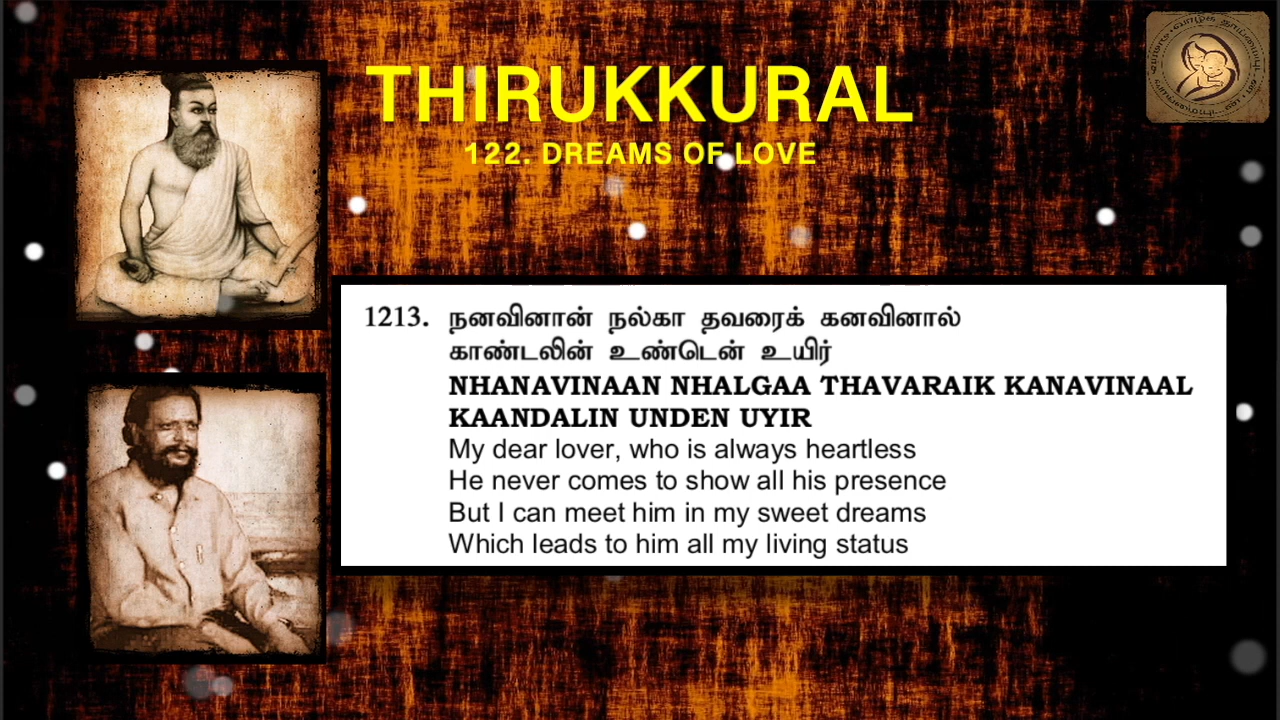 THIRUKKURAL
122. DREAMS OF LOVE
1213. நனவினான் நல்கா தவரைக் கனவினால்
காண்டலின் உண்டென் உயிர்
NHANAVINAAN NHALGAA THAVARAIK KANAVINAAL
KAANDALIN UNDEN UYIR
My dear lover, who is always heartless
He never comes to show all his presence
But I can meet him in my sweet dreams
Which leads to him all my living status